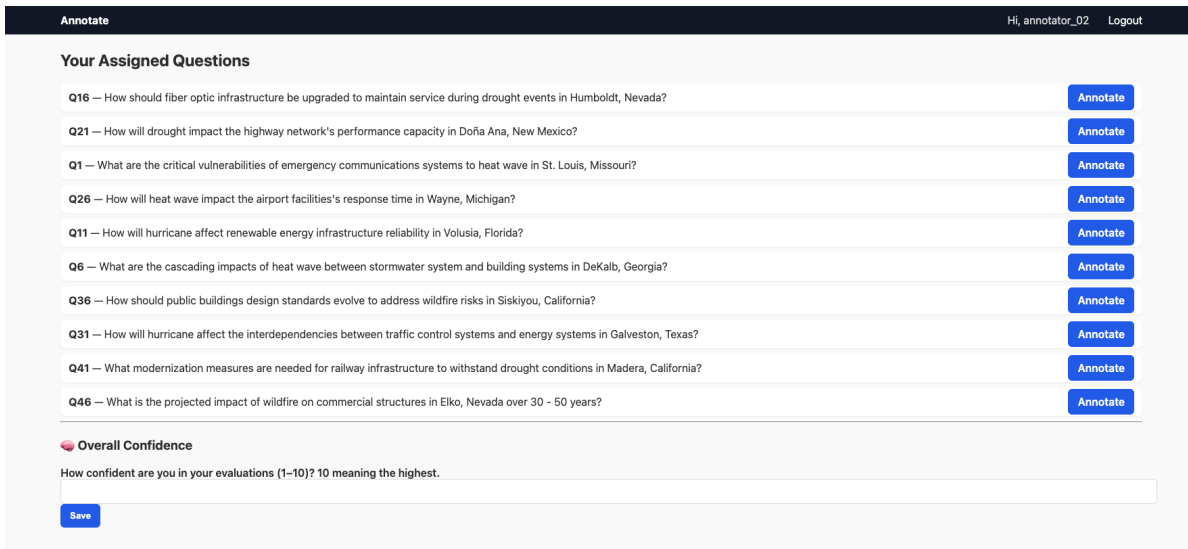 Annotate Hi, annotator_02 Logout
Your Assigned Questions
Q16 — How should fiber optic infrastructure be upgraded to maintain service during drought events in Humboldt, Nevada? Annotate
Q21 — How will drought impact the highway network's performance capacity in Doña Ana, New Mexico? Annotate
Q1 — What are the critical vulnerabilities of emergency communications systems to heat wave in St. Louis, Missouri? Annotate
Q26 — How will heat wave impact the airport facilities's response time in Wayne, Michigan? Annotate
Q11 — How will hurricane affect renewable energy infrastructure reliability in Volusia, Florida? Annotate
Q6 — What are the cascading impacts of heat wave between stormwater system and building systems in DeKalb, Georgia? Annotate
Q36 — How should public buildings design standards evolve to address wildfire risks in Siskiyou, California? Annotate
Q31 — How will hurricane affect the interdependencies between traffic control systems and energy systems in Galveston, Texas? Annotate
Q41 — What modernization measures are needed for railway infrastructure to withstand drought conditions in Madera, California? Annotate
Q46 — What is the projected impact of wildfire on commercial structures in Elko, Nevada over 30 - 50 years? Annotate
🧠 Overall Confidence
How confident are you in your evaluations (1–10)? 10 meaning the highest.
Save